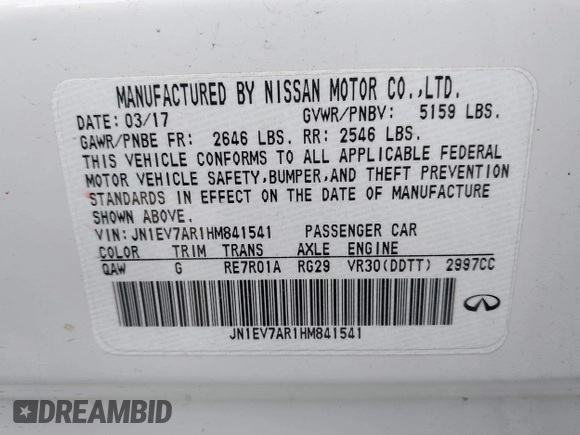 MANUFACTURED BY NISSAN MOTOR CO.,LTD.
DATE: 03/17 GVWR/PNBV: 5159 LBS.
GAWR/PNBE FR: 2646 LBS. RR: 2546 LBS.
THIS VEHICLE CONFORMS TO ALL APPLICABLE FEDERAL
MOTOR VEHICLE SAFETY,BUMPER,AND THEFT PREVENTION
STANDARDS IN EFFECT ON THE DATE OF MANUFACTURE
SHOWN ABOVE.
VIN: JN1EV7AR1HM841541 PASSENGER CAR
COLOR TRIM TRANS AXLE ENGINE
QAW G RE7R01A RG29 VR30(DDTT) 2997CC
JN1EV7AR1HM841541
DREAMBID